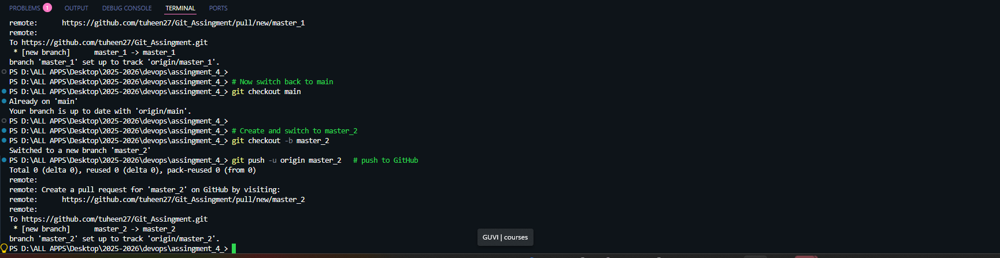 PROBLEMS 1 OUTPUT DEBUG CONSOLE TERMINAL PORTS
remote:      https://github.com/tuheen27/Git_Assingment/pull/new/master_1
remote:
To https://github.com/tuheen27/Git_Assingment.git
 * [new branch]      master_1 -> master_1
branch 'master_1' set up to track 'origin/master_1'.
PS D:\ALL APPS\Desktop\2025-2026\devops\assingment_4_>
PS D:\ALL APPS\Desktop\2025-2026\devops\assingment_4_> # Now switch back to main
PS D:\ALL APPS\Desktop\2025-2026\devops\assingment_4_> git checkout main
Already on 'main'
Your branch is up to date with 'origin/main'.
PS D:\ALL APPS\Desktop\2025-2026\devops\assingment_4_>
PS D:\ALL APPS\Desktop\2025-2026\devops\assingment_4_> # Create and switch to master_2
PS D:\ALL APPS\Desktop\2025-2026\devops\assingment_4_> git checkout -b master_2
Switched to a new branch 'master_2'
PS D:\ALL APPS\Desktop\2025-2026\devops\assingment_4_> git push -u origin master_2   # push to GitHub
Total 0 (delta 0), reused 0 (delta 0), pack-reused 0 (from 0)
remote:
remote: Create a pull request for 'master_2' on GitHub by visiting:
remote:      https://github.com/tuheen27/Git_Assingment/pull/new/master_2
remote:
To https://github.com/tuheen27/Git_Assingment.git
 * [new branch]      master_2 -> master_2
branch 'master_2' set up to track 'origin/master_2'.
PS D:\ALL APPS\Desktop\2025-2026\devops\assingment_4_>
GUVI | courses